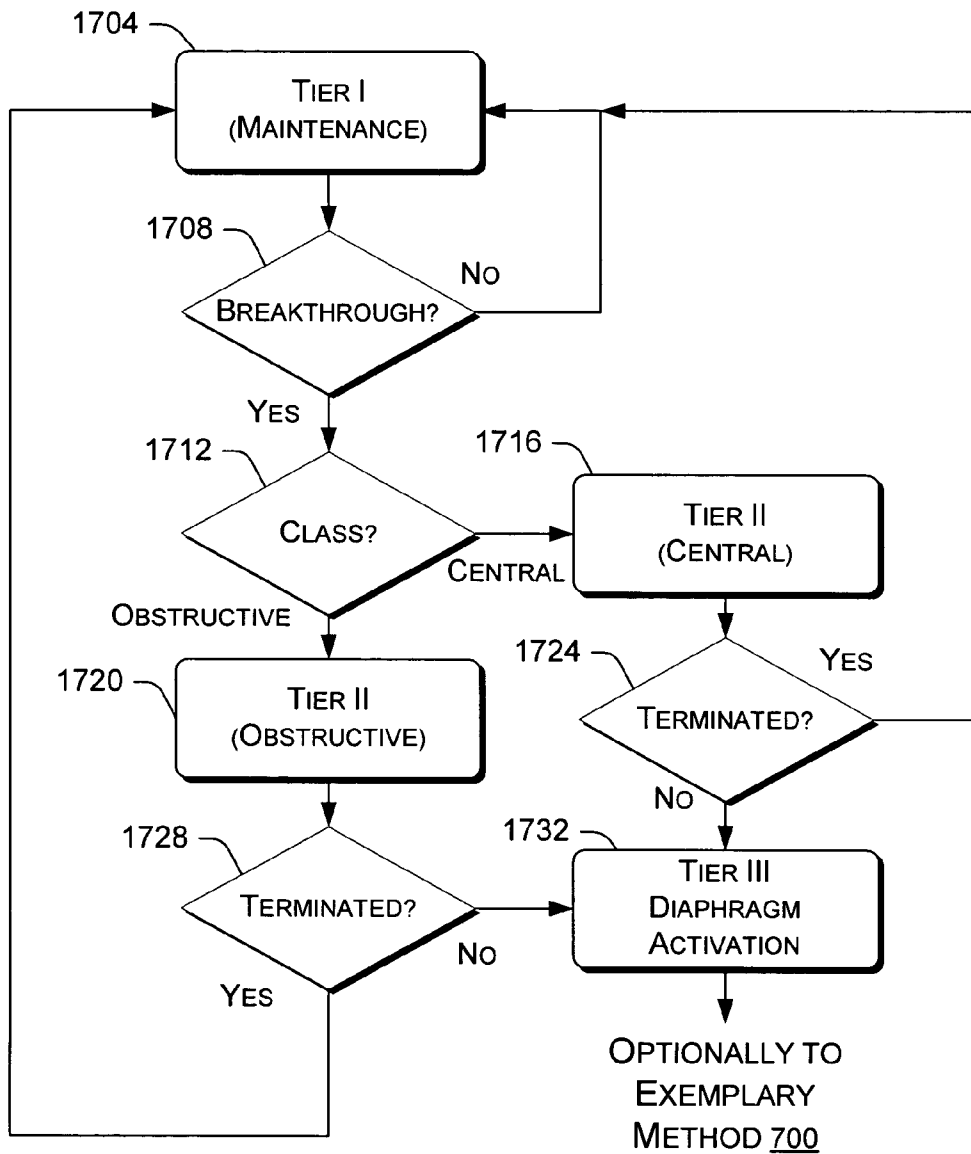 1704
TIER I
(MAINTENANCE)
1708
NO
BREAKTHROUGH?
YES
1712
1716
CLASS?
TIER II
(CENTRAL)
CENTRAL
OBSTRUCTIVE
1724
YES
1720
TIER II
(OBSTRUCTIVE)
TERMINATED?
NO
1728
1732
TERMINATED?
TIER III
DIAPHRAGM
ACTIVATION
NO
YES
OPTIONALLY TO
EXEMPLARY
METHOD 700